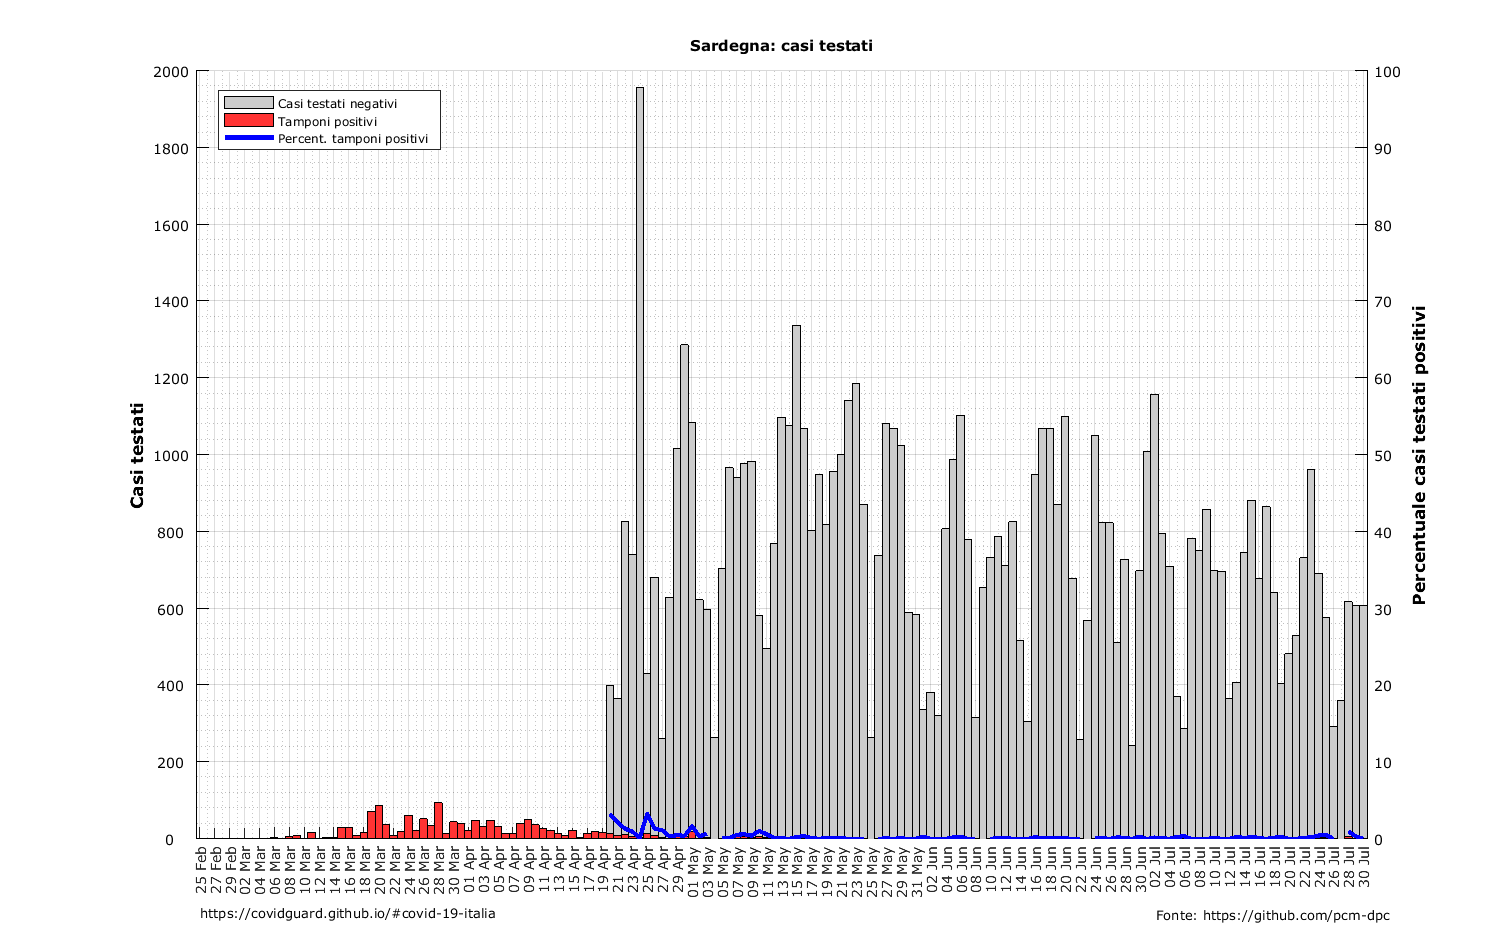 Sardegna: casi testati
Casi testati negativi
Tamponi positivi
Percent. tamponi positivi
Casi testati
2000
1800
1600
1400
1200
1000
800
600
400
200
0
100
90
80
70
60
50
40
30
20
10
0
Percentuale casi testati positivi
25 Feb
27 Feb
29 Feb
02 Mar
04 Mar
06 Mar
08 Mar
10 Mar
12 Mar
14 Mar
16 Mar
18 Mar
20 Mar
22 Mar
24 Mar
26 Mar
28 Mar
30 Mar
01 Apr
03 Apr
05 Apr
07 Apr
09 Apr
11 Apr
13 Apr
15 Apr
17 Apr
19 Apr
21 Apr
23 Apr
25 Apr
27 Apr
29 Apr
01 May
03 May
05 May
07 May
09 May
11 May
13 May
15 May
17 May
19 May
21 May
23 May
25 May
27 May
29 May
31 May
02 Jun
04 Jun
06 Jun
08 Jun
10 Jun
12 Jun
14 Jun
16 Jun
18 Jun
20 Jun
22 Jun
24 Jun
26 Jun
28 Jun
30 Jun
02 Jul
04 Jul
06 Jul
08 Jul
10 Jul
12 Jul
14 Jul
16 Jul
18 Jul
20 Jul
22 Jul
24 Jul
26 Jul
28 Jul
30 Jul
https://covidguard.github.io/#covid-19-italia
Fonte: https://github.com/pcm-dpc